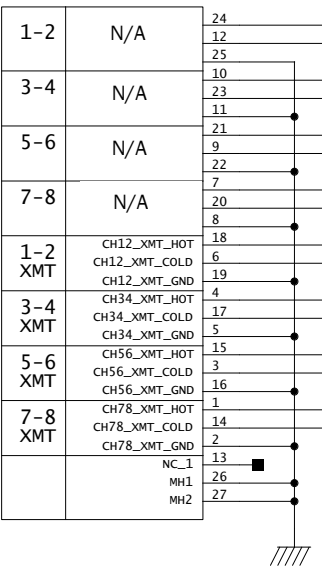 24
1-2 N/A 12
25
10
3-4 N/A 23
11
21
5-6 N/A 9
22
7
7-8 N/A 20
8
CH12_XMT_HOT 18
1-2 XMT CH12_XMT_COLD 6
CH12_XMT_GND 19
CH34_XMT_HOT 4
3-4 XMT CH34_XMT_COLD 17
CH34_XMT_GND 5
CH56_XMT_HOT 15
5-6 XMT CH56_XMT_COLD 3
CH56_XMT_GND 16
CH78_XMT_HOT 1
7-8 XMT CH78_XMT_COLD 14
CH78_XMT_GND 2
NC_1 13
MH1 26
MH2 27